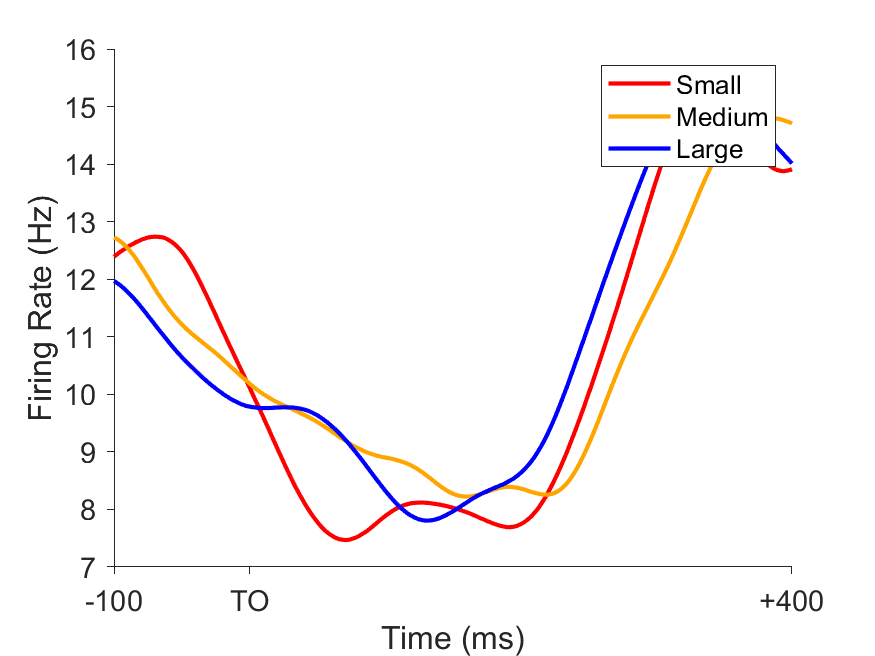 16
15
14
13
12
11
10
9
8
7
Firing Rate (Hz)
Small
Medium
Large
-100
TO
+400
Time (ms)